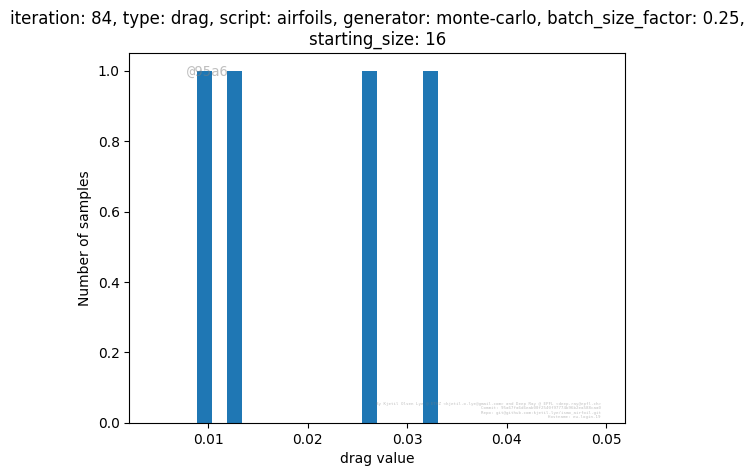 iteration: 84, type: drag, script: airfoils, generator: monte-carlo, batch_size_factor: 0.25,
starting_size: 16
@95a6
1.0
0.8
0.6
0.4
0.2
0.0
Number of samples
0.01
0.02
0.03
0.04
0.05
drag value